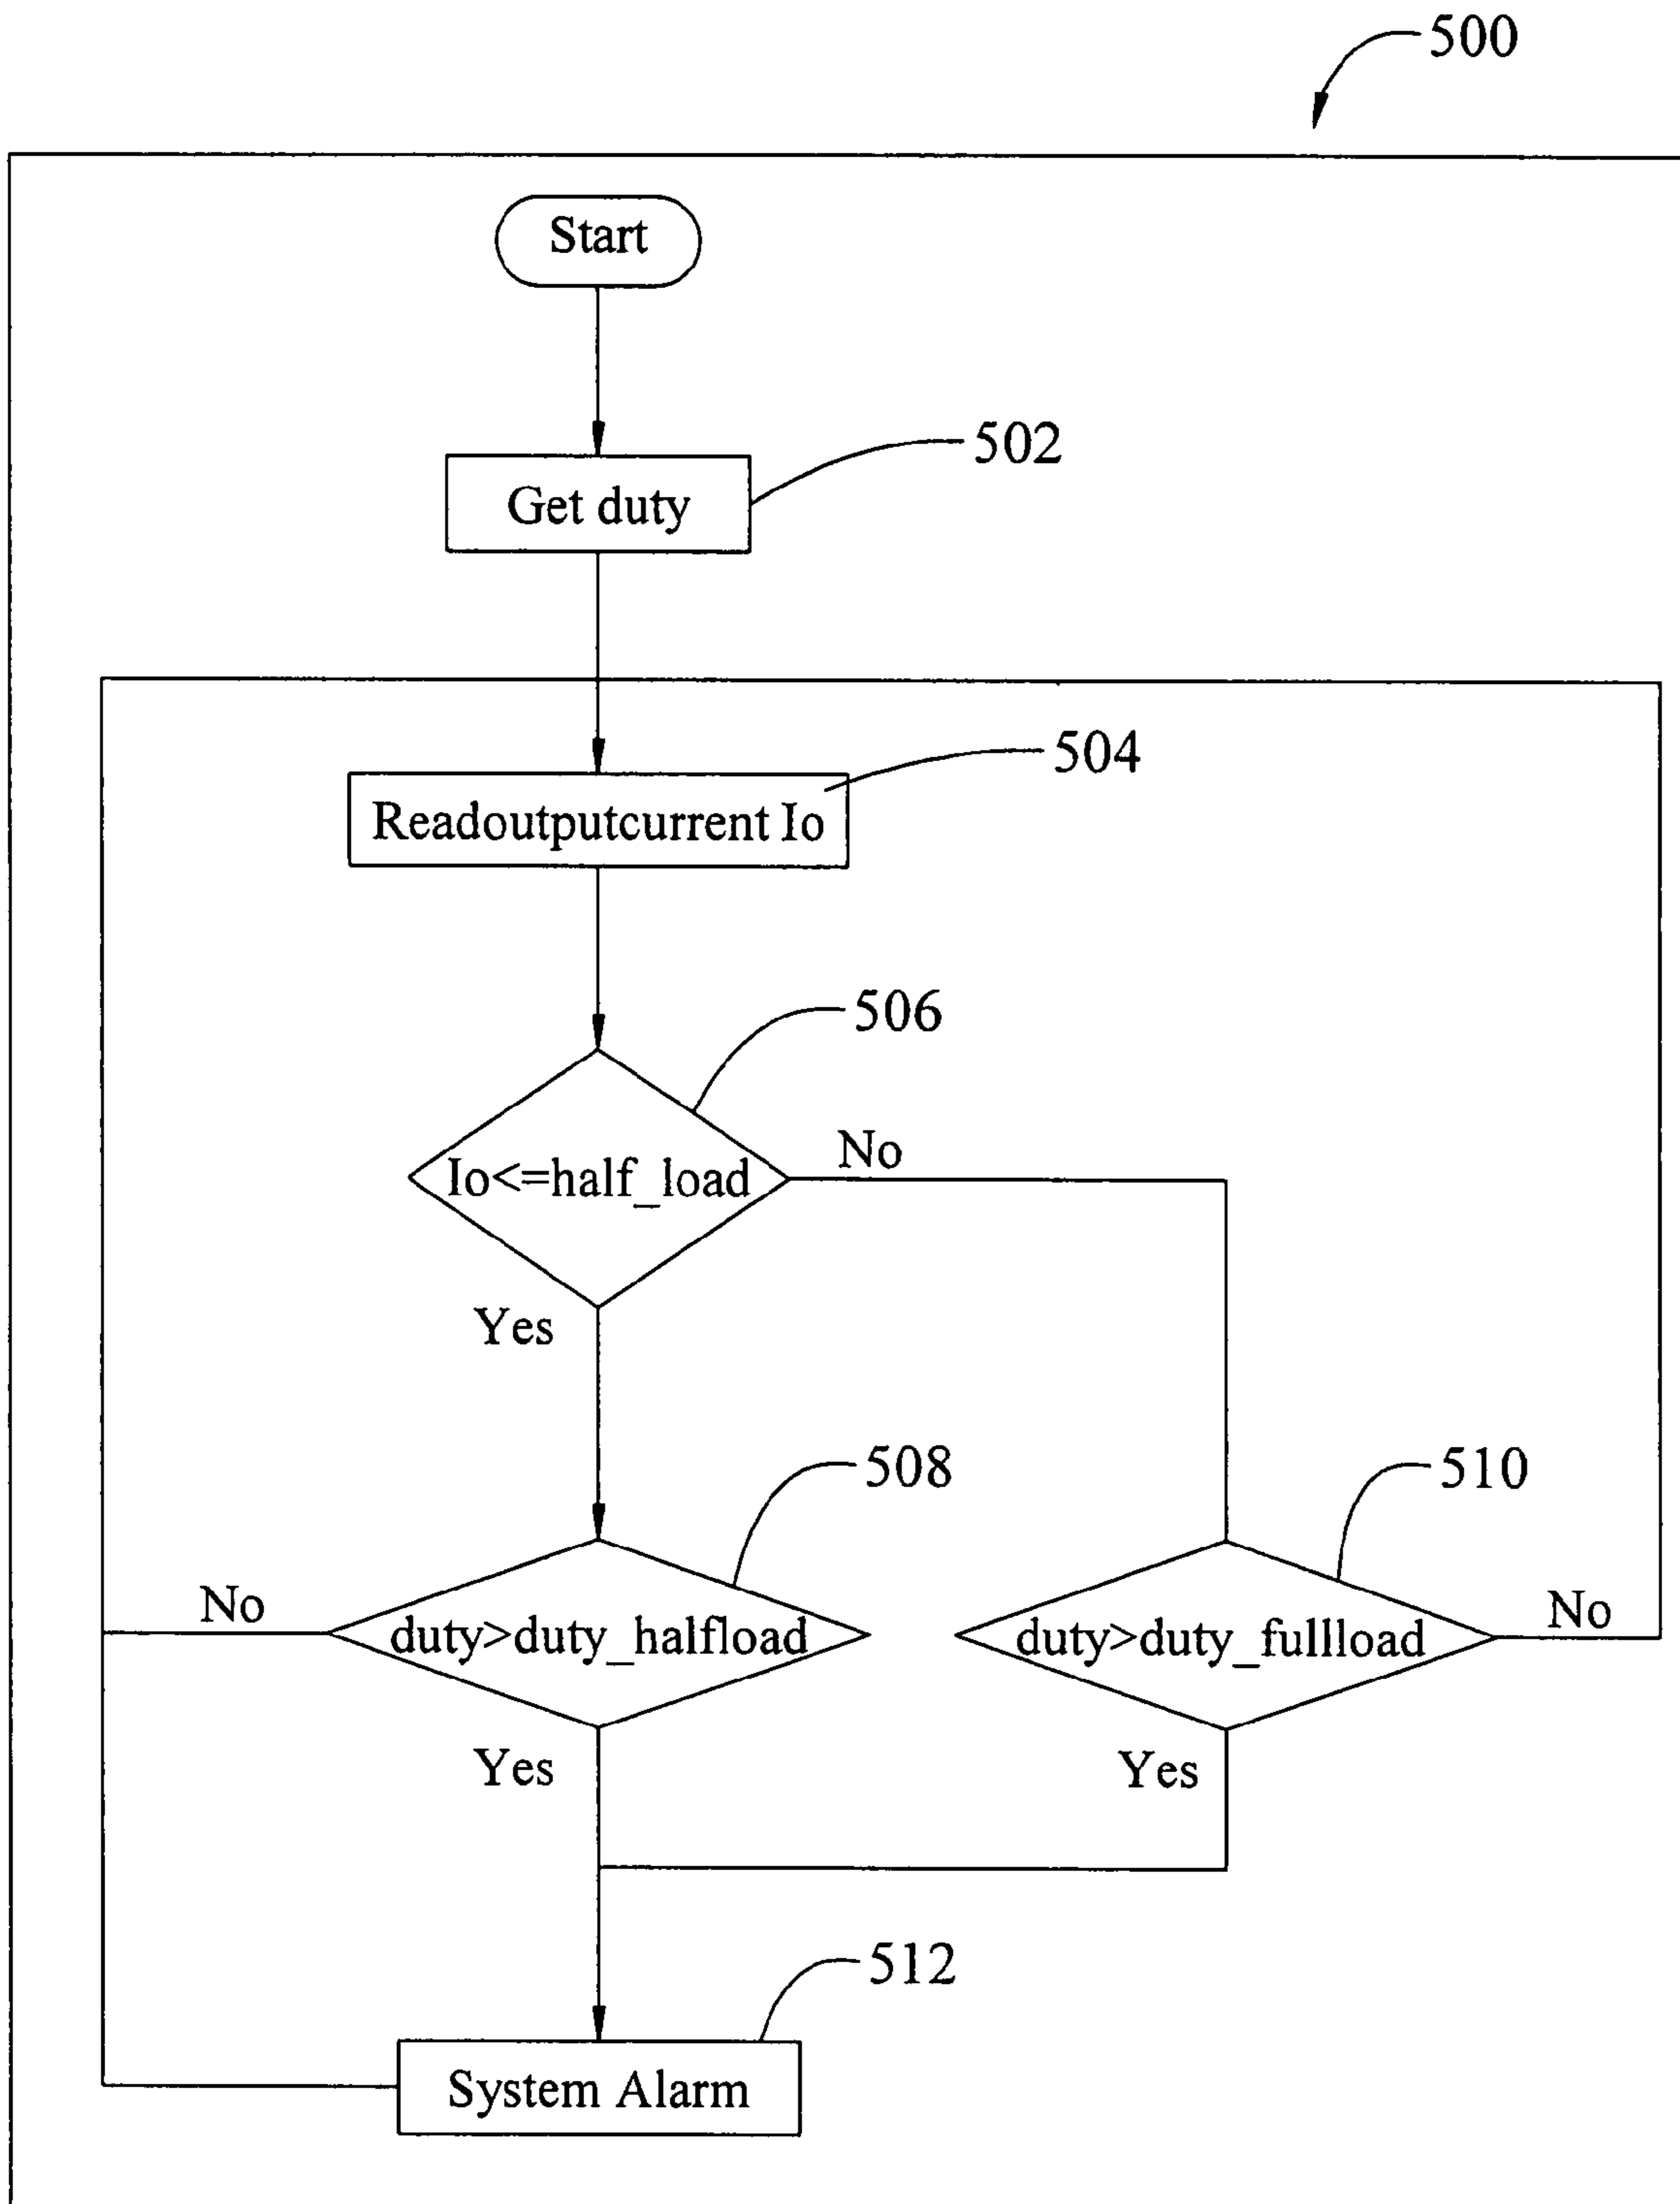 500
Start
502
Get duty
504
Readoutputcurrent Io
506
No
Io<=half_load
Yes
508
510
No
duty>duty_halfload
duty>duty_fullload
No
Yes
Yes
512
System Alarm